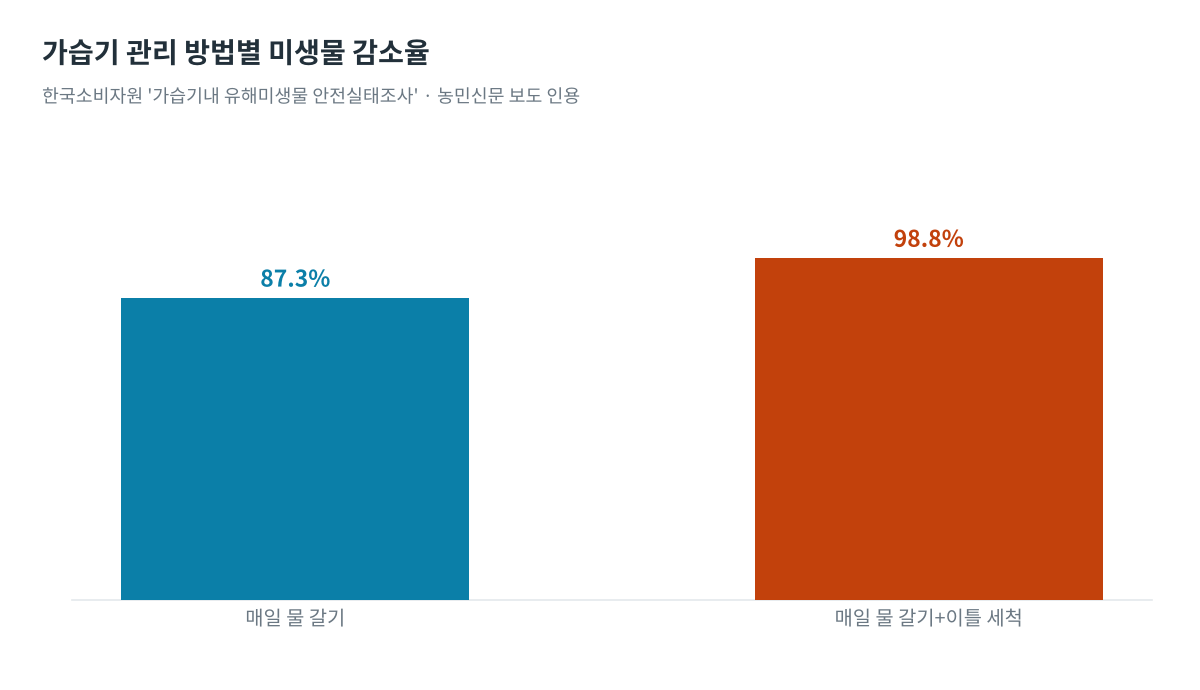 가습기 관리 방법별 미생물 감소율
한국소비자원 '가습기내 유해미생물 안전실태조사' · 농민신문 보도 인용
87.3%
98.8%
매일 물 갈기
매일 물 갈기+이틀 세척